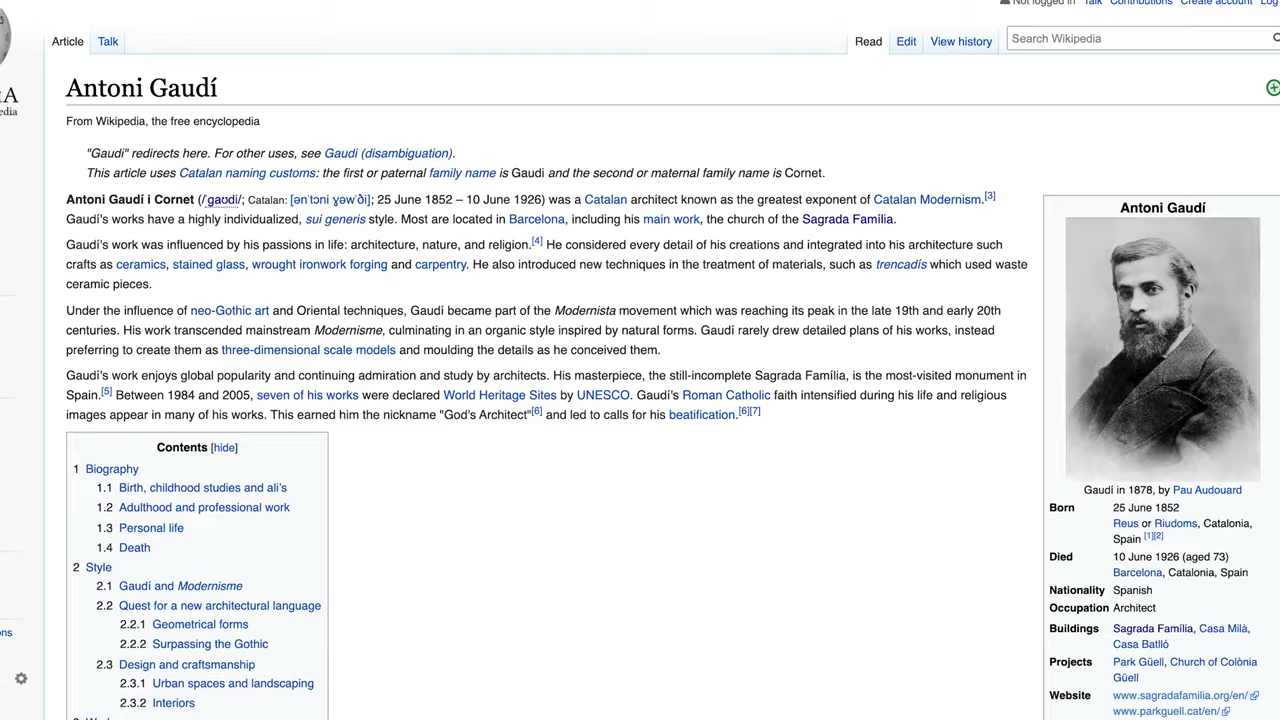 Not logged in Talk Contributions Create account Log
Article Talk Read Edit View history Search Wikipedia
IA
edia
Antoni Gaudí
From Wikipedia, the free encyclopedia
"Gaudi" redirects here. For other uses, see Gaudi (disambiguation).
This article uses Catalan naming customs: the first or paternal family name is Gaudí and the second or maternal family name is Cornet.
Antoni Gaudí i Cornet (/ˈɡaʊdi/; Catalan: [ənˈtɔni ɣəwˈði]; 25 June 1852 – 10 June 1926) was a Catalan architect known as the greatest exponent of Catalan Modernism.[3]
Gaudí's works have a highly individualized, sui generis style. Most are located in Barcelona, including his main work, the church of the Sagrada Família.
Gaudí's work was influenced by his passions in life: architecture, nature, and religion.[4] He considered every detail of his creations and integrated into his architecture such
crafts as ceramics, stained glass, wrought ironwork forging and carpentry. He also introduced new techniques in the treatment of materials, such as trencadís which used waste
ceramic pieces.
Under the influence of neo-Gothic art and Oriental techniques, Gaudí became part of the Modernista movement which was reaching its peak in the late 19th and early 20th
centuries. His work transcended mainstream Modernisme, culminating in an organic style inspired by natural forms. Gaudí rarely drew detailed plans of his works, instead
preferring to create them as three-dimensional scale models and moulding the details as he conceived them.
Gaudí's work enjoys global popularity and continuing admiration and study by architects. His masterpiece, the still-incomplete Sagrada Família, is the most-visited monument in
Spain.[5] Between 1984 and 2005, seven of his works were declared World Heritage Sites by UNESCO. Gaudí's Roman Catholic faith intensified during his life and religious
images appear in many of his works. This earned him the nickname "God's Architect"[6] and led to calls for his beatification.[6][7]
Contents [hide]
1 Biography
1.1 Birth, childhood studies and ali's
1.2 Adulthood and professional work
1.3 Personal life
1.4 Death
2 Style
2.1 Gaudí and Modernisme
2.2 Quest for a new architectural language
2.2.1 Geometrical forms
2.2.2 Surpassing the Gothic
2.3 Design and craftsmanship
2.3.1 Urban spaces and landscaping
2.3.2 Interiors
ons
Antoni Gaudí
Gaudí in 1878, by Pau Audouard
Born 25 June 1852
Reus or Riudoms, Catalonia,
Spain [1][2]
Died 10 June 1926 (aged 73)
Barcelona, Catalonia, Spain
Nationality Spanish
Occupation Architect
Buildings Sagrada Família, Casa Milà,
Casa Batlló
Projects Park Güell, Church of Colònia
Güell
Website www.sagradafamilia.org/en/
www.parkguell.cat/en/